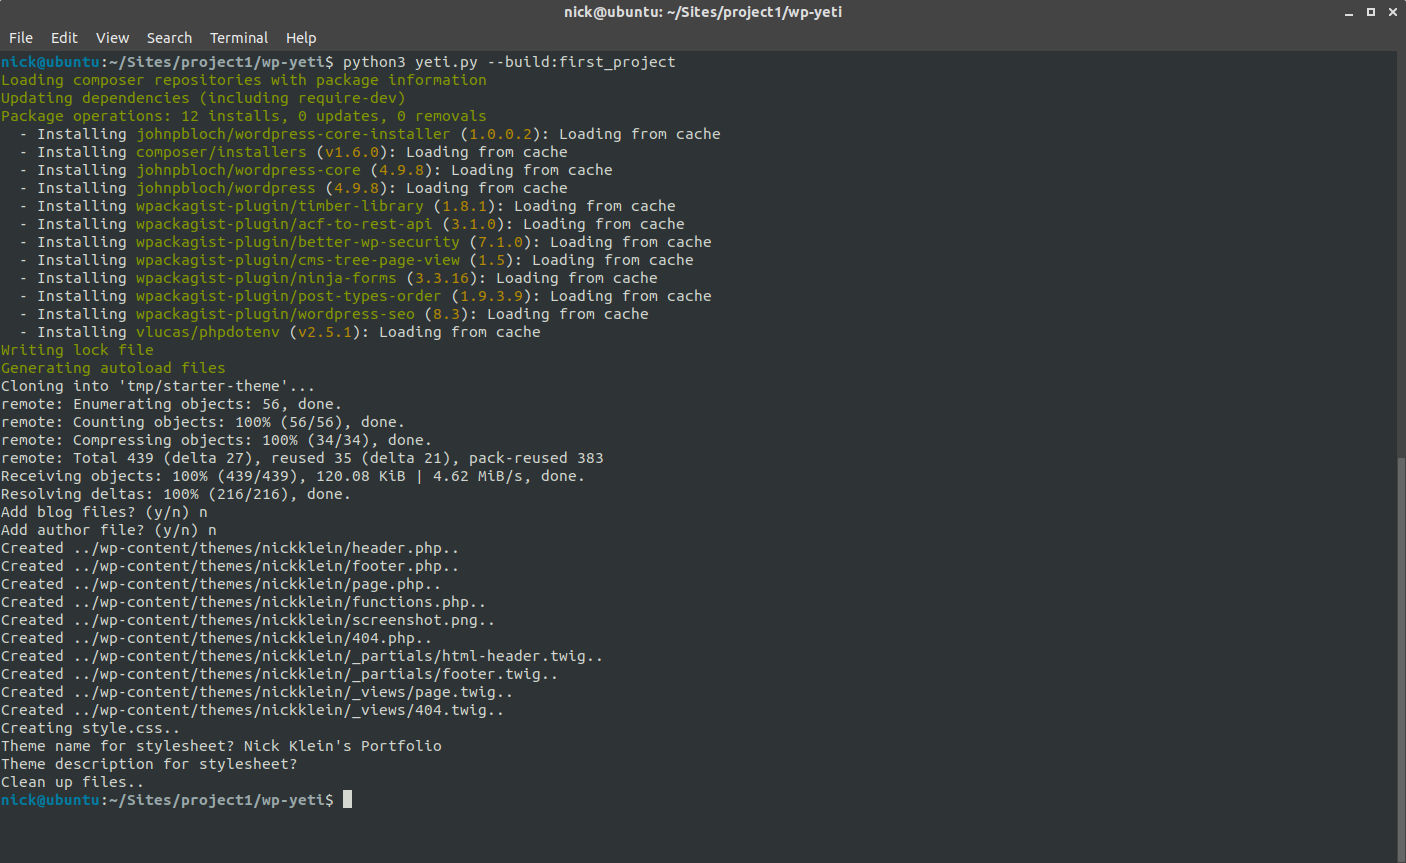 nick@ubuntu: ~/Sites/project1/wp-yeti
File Edit View Search Terminal Help
nick@ubuntu:~/Sites/project1/wp-yeti$ python3 yeti.py --build:first_project
Loading composer repositories with package information
Updating dependencies (including require-dev)
Package operations: 12 installs, 0 updates, 0 removals
  - Installing johnpbloch/wordpress-core-installer (1.0.0.2): Loading from cache
  - Installing composer/installers (v1.6.0): Loading from cache
  - Installing johnpbloch/wordpress-core (4.9.8): Loading from cache
  - Installing johnpbloch/wordpress (4.9.8): Loading from cache
  - Installing wpackagist-plugin/timber-library (1.8.1): Loading from cache
  - Installing wpackagist-plugin/acf-to-rest-api (3.1.0): Loading from cache
  - Installing wpackagist-plugin/better-wp-security (7.1.0): Loading from cache
  - Installing wpackagist-plugin/cms-tree-page-view (1.5): Loading from cache
  - Installing wpackagist-plugin/ninja-forms (3.3.16): Loading from cache
  - Installing wpackagist-plugin/post-types-order (1.9.3.9): Loading from cache
  - Installing wpackagist-plugin/wordpress-seo (8.3): Loading from cache
  - Installing vlucas/phpdotenv (v2.5.1): Loading from cache
Writing lock file
Generating autoload files
Cloning into 'tmp/starter-theme'...
remote: Enumerating objects: 56, done.
remote: Counting objects: 100% (56/56), done.
remote: Compressing objects: 100% (34/34), done.
remote: Total 439 (delta 27), reused 35 (delta 21), pack-reused 383
Receiving objects: 100% (439/439), 120.08 KiB | 4.62 MiB/s, done.
Resolving deltas: 100% (216/216), done.
Add blog files? (y/n) n
Add author file? (y/n) n
Created ../wp-content/themes/nickklein/header.php..
Created ../wp-content/themes/nickklein/footer.php..
Created ../wp-content/themes/nickklein/page.php..
Created ../wp-content/themes/nickklein/functions.php..
Created ../wp-content/themes/nickklein/screenshot.png..
Created ../wp-content/themes/nickklein/404.php..
Created ../wp-content/themes/nickklein/_partials/html-header.twig..
Created ../wp-content/themes/nickklein/_partials/footer.twig..
Created ../wp-content/themes/nickklein/_views/page.twig..
Created ../wp-content/themes/nickklein/_views/404.twig..
Creating style.css..
Theme name for stylesheet? Nick Klein's Portfolio
Theme description for stylesheet?
Clean up files..
nick@ubuntu:~/Sites/project1/wp-yeti$